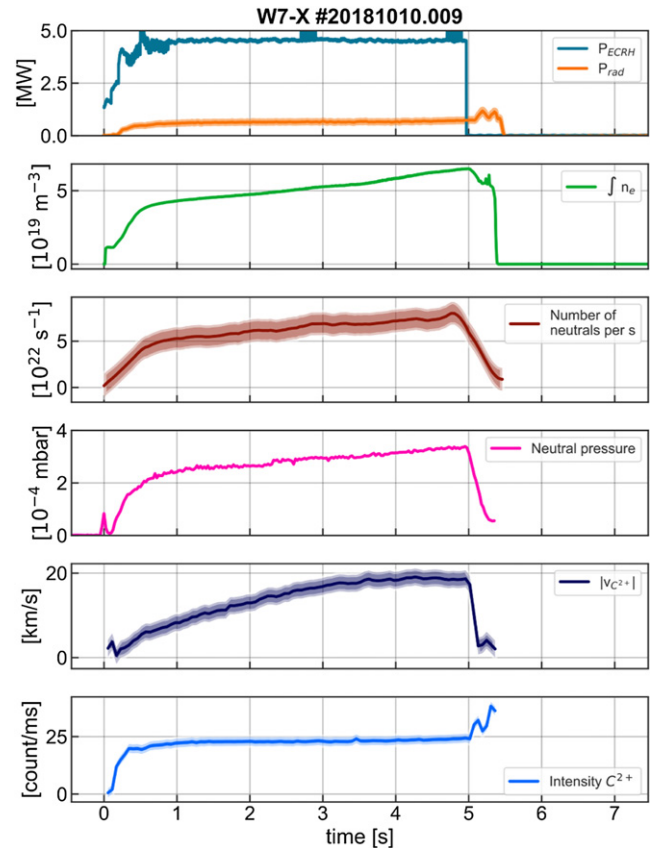 W7-X #20181010.009
[MW]
5.0
2.5
0.0
P_ECRH
P_rad
[10^19 m^-3]
5
0
∫ n_e
[10^22 s^-1]
5
0
Number of
neutrals per s
[10^-4 mbar]
4
2
0
Neutral pressure
[km/s]
20
0
|v_C^2+|
[count/ms]
25
0
Intensity C^2+
0 1 2 3 4 5 6 7
time [s]